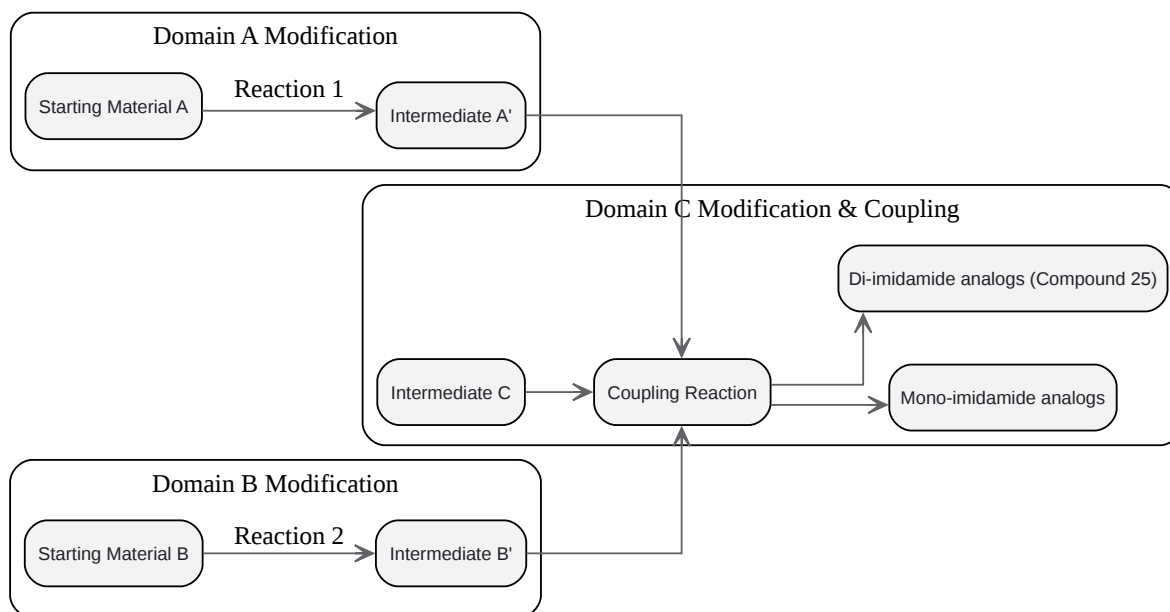 Domain A Modification
Starting Material A
Reaction 1
Intermediate A'
Domain C Modification & Coupling
Di-imidamide analogs (Compound 25)
Intermediate C
Coupling Reaction
Mono-imidamide analogs
Domain B Modification
Starting Material B
Reaction 2
Intermediate B'